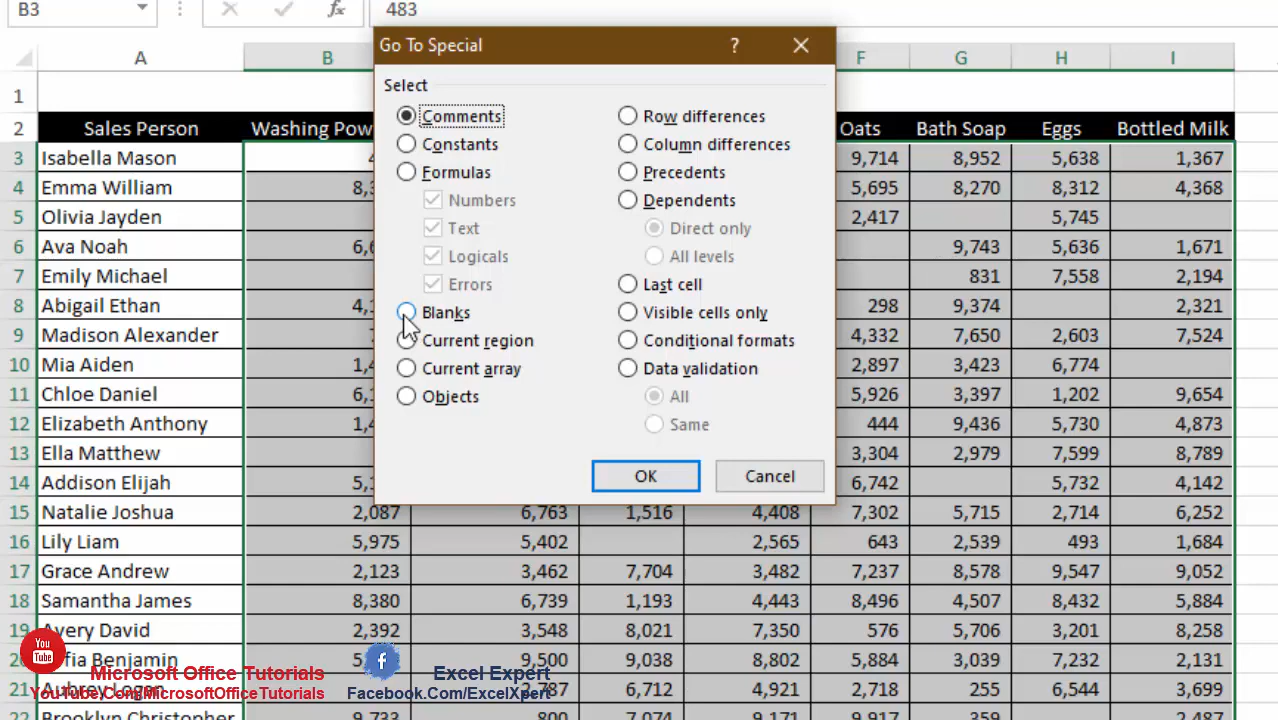 B3 fx 483
Go To Special ? ×
Select
Comments
Constants
Formulas
Numbers
Text
Logicals
Errors
Blanks
Current region
Current array
Objects
Row differences
Column differences
Precedents
Dependents
Direct only
All levels
Last cell
Visible cells only
Conditional formats
Data validation
All
Same
OK Cancel
A B F G H I
1
2 Sales Person Washing Pow Oats Bath Soap Eggs Bottled Milk
3 Isabella Mason 9,714 8,952 5,638 1,367
4 Emma William 5,695 8,270 8,312 4,368
5 Olivia Jayden 2,417 5,745
6 Ava Noah 9,743 5,636 1,671
7 Emily Michael 831 7,558 2,194
8 Abigail Ethan 298 9,374 2,321
9 Madison Alexander 4,332 7,650 2,603 7,524
10 Mia Aiden 2,897 3,423 6,774
11 Chloe Daniel 5,926 3,397 1,202 9,654
12 Elizabeth Anthony 444 9,436 5,730 4,873
13 Ella Matthew 3,304 2,979 7,599 8,789
14 Addison Elijah 6,742 5,732 4,142
15 Natalie Joshua 2,087 6,763 1,516 4,408 7,302 5,715 2,714 6,252
16 Lily Liam 5,975 5,402 2,565 643 2,539 493 1,684
17 Grace Andrew 2,123 3,462 7,704 3,482 7,237 8,578 9,547 9,052
18 Samantha James 8,380 6,739 1,193 4,443 8,496 4,507 8,432 5,884
19 Avery David 2,392 3,548 8,021 7,350 576 5,706 3,201 8,258
Benjamin 9,500 9,038 8,802 5,884 3,039 7,232 2,131
21 Aubrey Logan 2,787 6,712 4,921 2,718 255 6,544 3,699
22 Brooklyn Christopher 9,733 800 7,074 9,171 9,917 359 2,487
You Tube
Microsoft Office Tutorials
YouTube.Com/MicrosoftOfficeTutorials
f Excel Expert
Facebook.Com/ExcelXpert